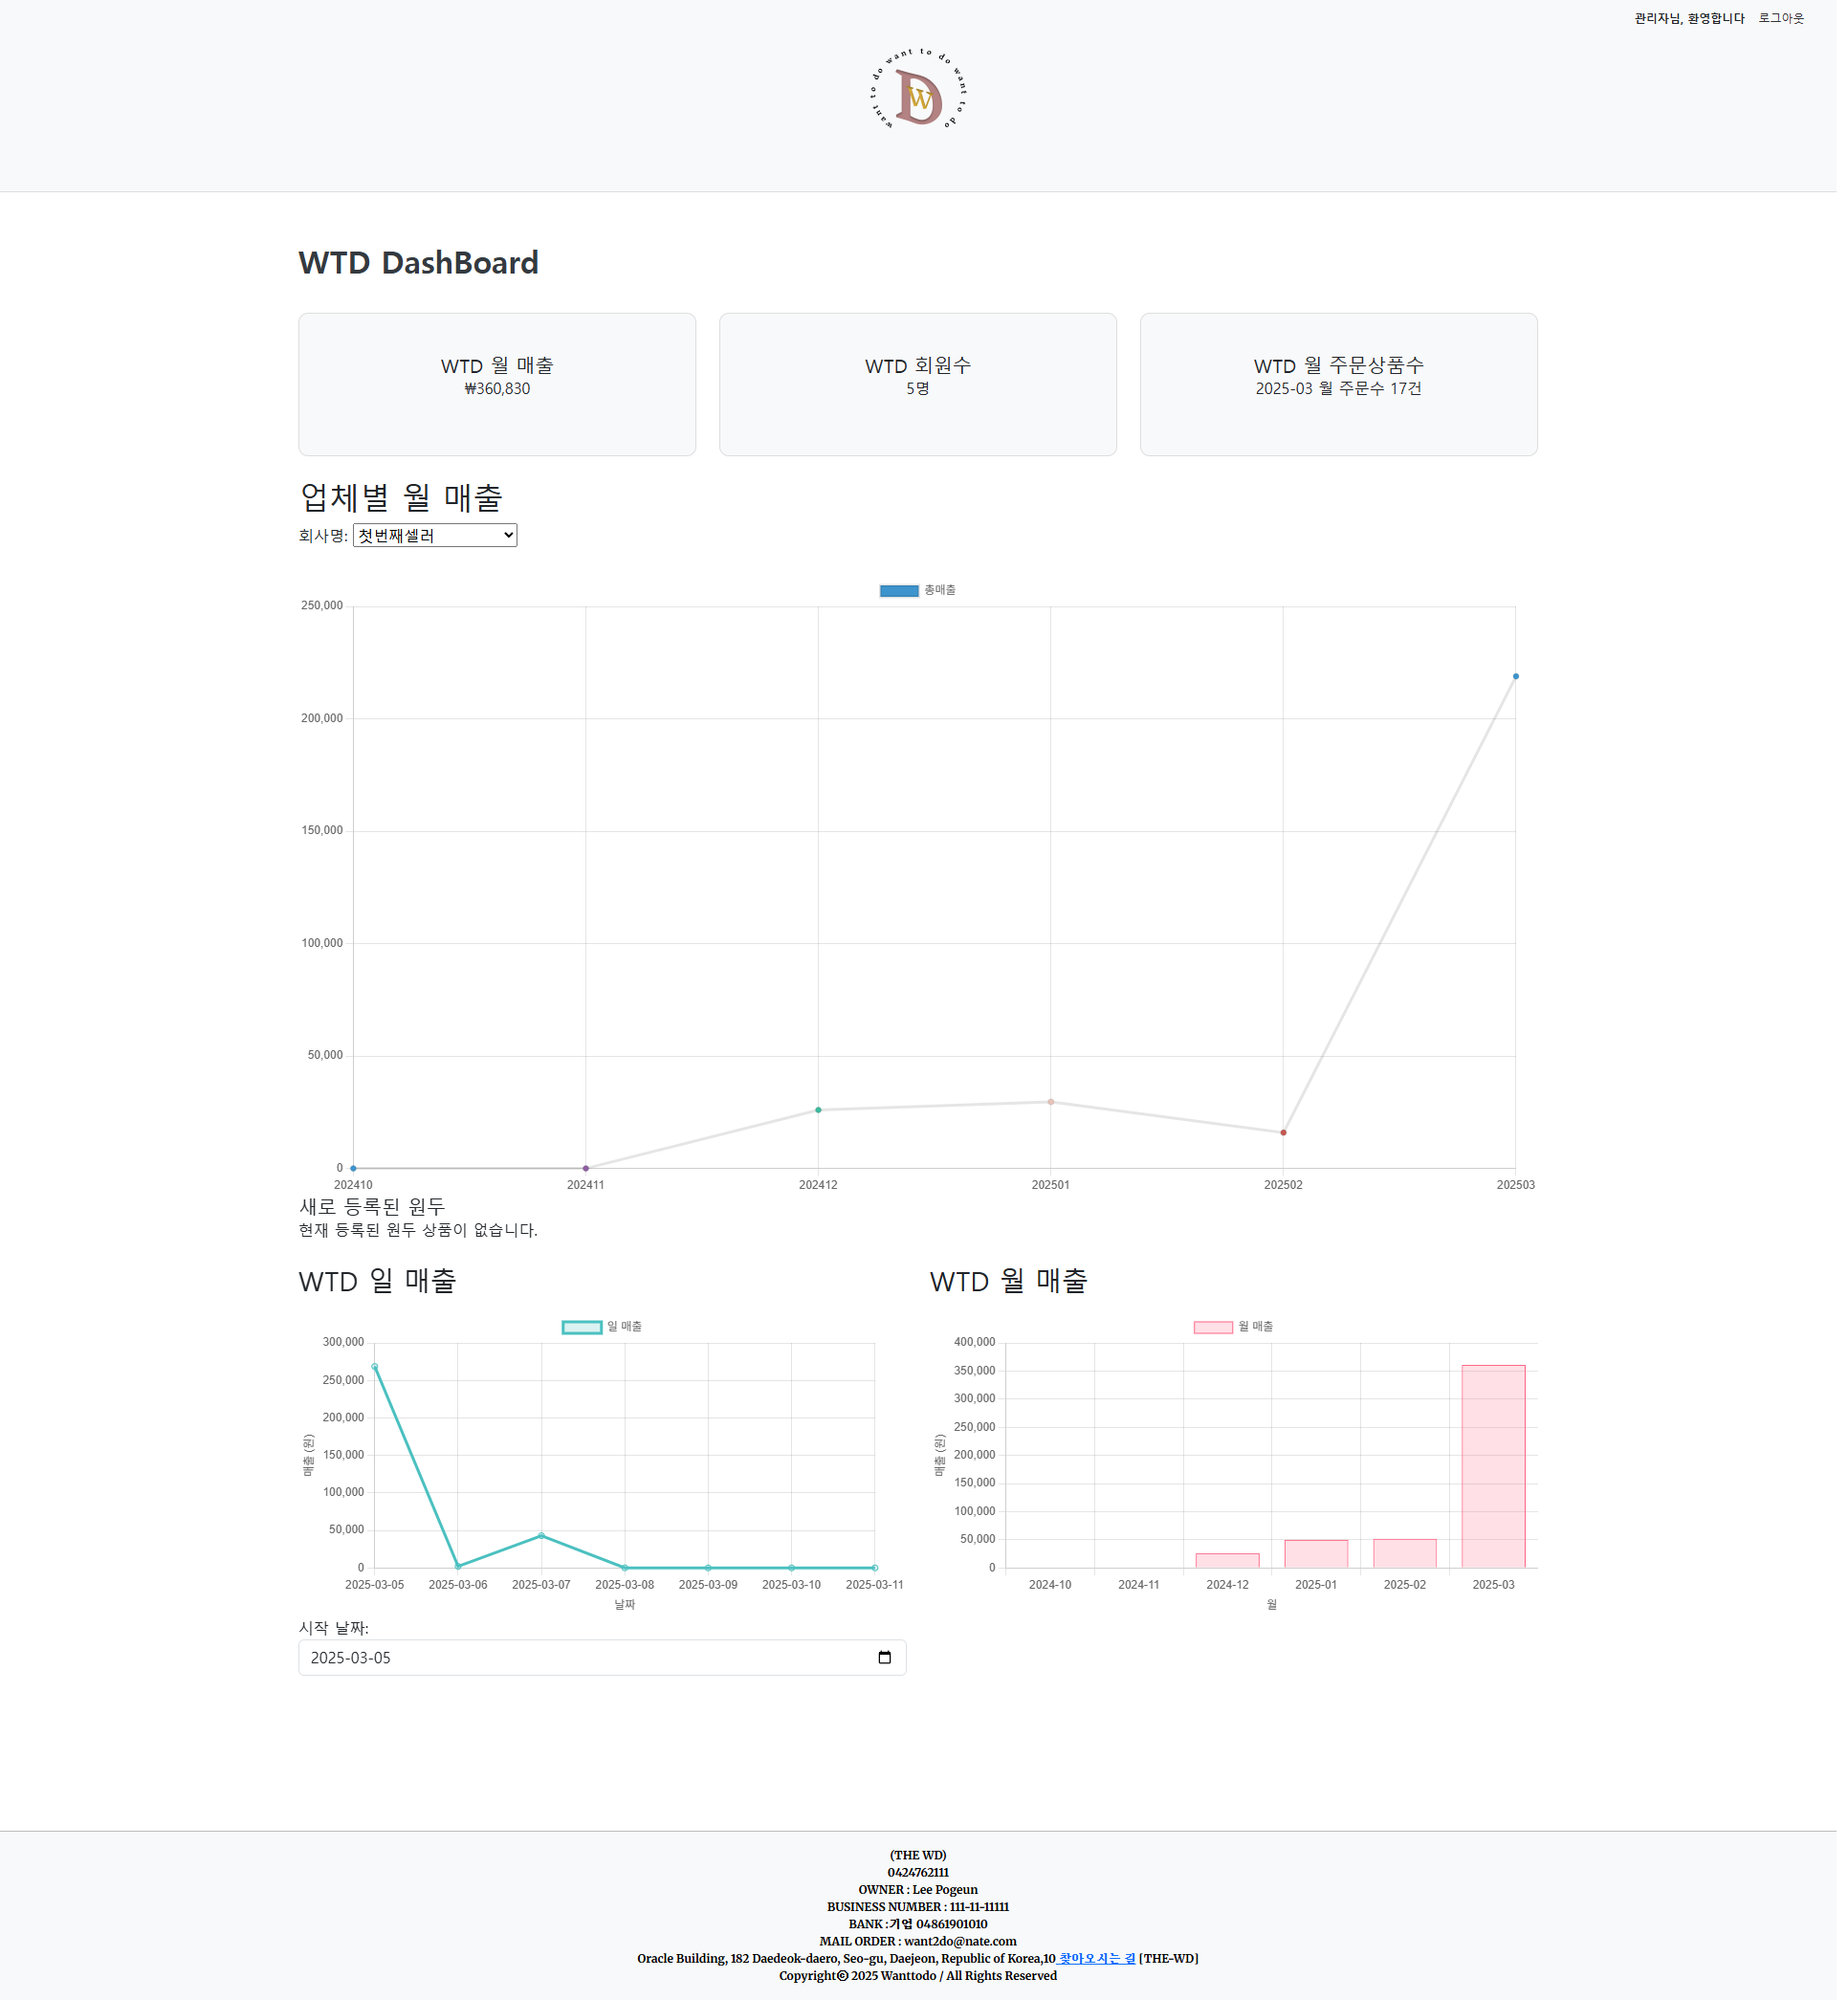 관리자님, 환영합니다 로그아웃
want to do want to do want to do
D
W
WTD DashBoard
WTD 월 매출
₩360,830
WTD 회원수
5명
WTD 월 주문상품수
2025-03 월 주문수 17건
업체별 월 매출
회사명: 첫번째셀러
총매출
250,000
200,000
150,000
100,000
50,000
0
202410 202411 202412 202501 202502 202503
새로 등록된 원두
현재 등록된 원두 상품이 없습니다.
WTD 일 매출
일 매출
매출 (원)
300,000
250,000
200,000
150,000
100,000
50,000
0
2025-03-05 2025-03-06 2025-03-07 2025-03-08 2025-03-09 2025-03-10 2025-03-11
날짜
시작 날짜:
2025-03-05
WTD 월 매출
월 매출
매출 (원)
400,000
350,000
300,000
250,000
200,000
150,000
100,000
50,000
0
2024-10 2024-11 2024-12 2025-01 2025-02 2025-03
월
(THE WD)
0424762111
OWNER : Lee Pogeun
BUSINESS NUMBER : 111-11-11111
BANK :기업 04861901010
MAIL ORDER : want2do@nate.com
Oracle Building, 182 Daedeok-daero, Seo-gu, Daejeon, Republic of Korea,10 찾아오시는 길 [THE-WD]
Copyright© 2025 Wanttodo / All Rights Reserved